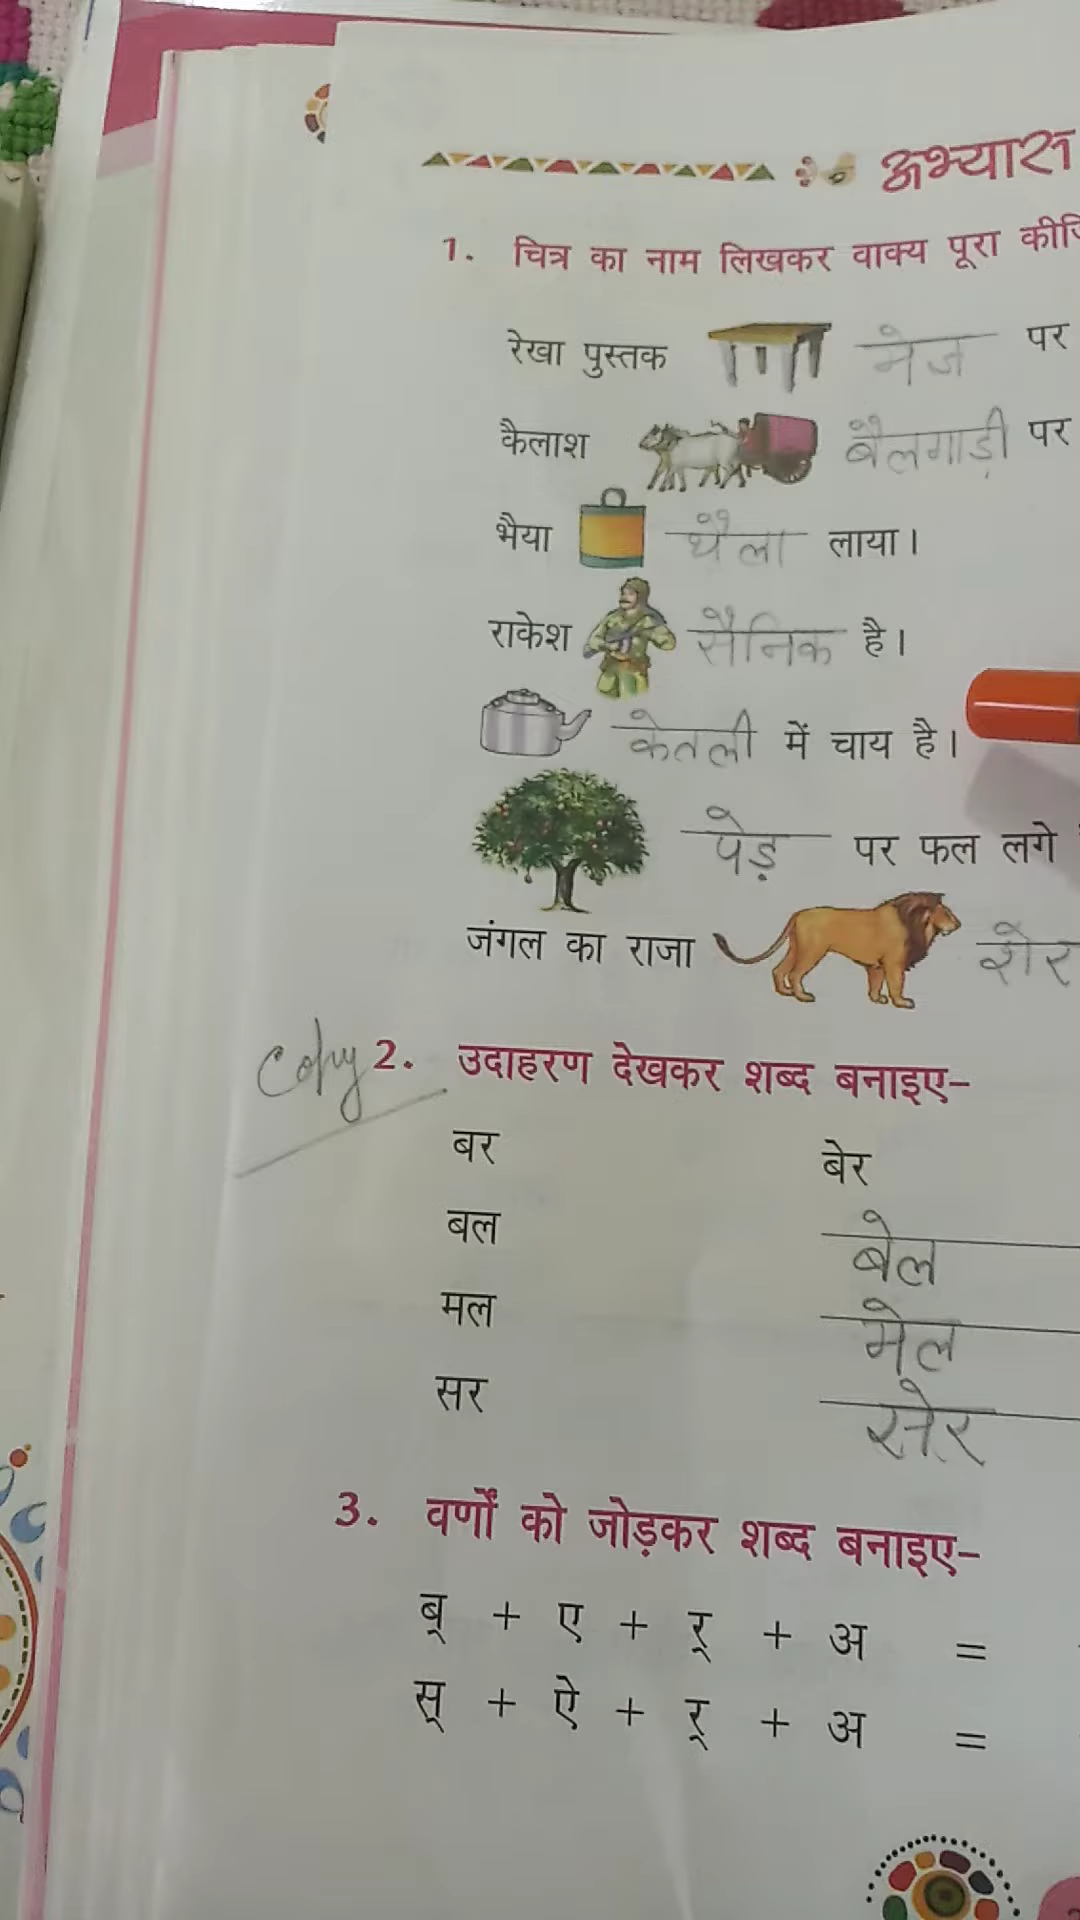 अभ्यास
1. चित्र का नाम लिखकर वाक्य पूरा
रेखा पुस्तक मेज पर
कैलाश बैलगाड़ी पर
भैया थैला लाया।
राकेश सैनिक है।
केतली में चाय है।
पेड़ पर फल लगे
जंगल का राजा शेर
copy 2. उदाहरण देखकर शब्द बनाइए-
बर बेर
बल बेल
मल मेल
सर सेर
3. वर्णों को जोड़कर शब्द बनाइए-
ब् + ए + र् + अ =
स् + ऐ + र् + अ =